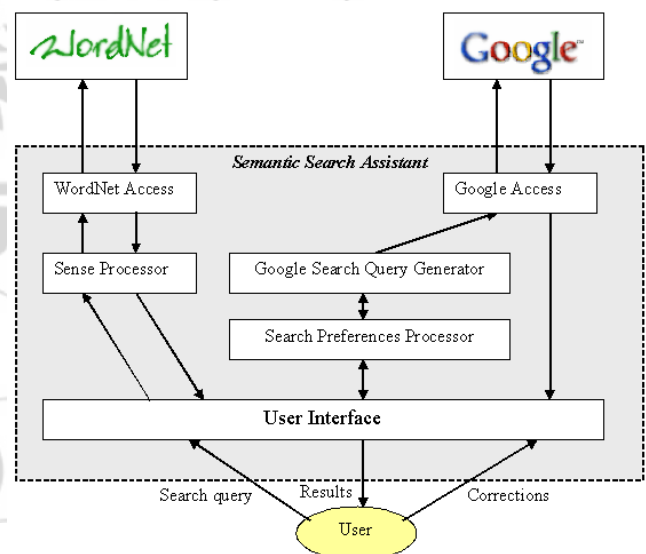 WordNet
Google™
Semantic Search Assistant
WordNet Access
Google Access
Sense Processor
Google Search Query Generator
Search Preferences Processor
User Interface
Search query
Results
Corrections
User